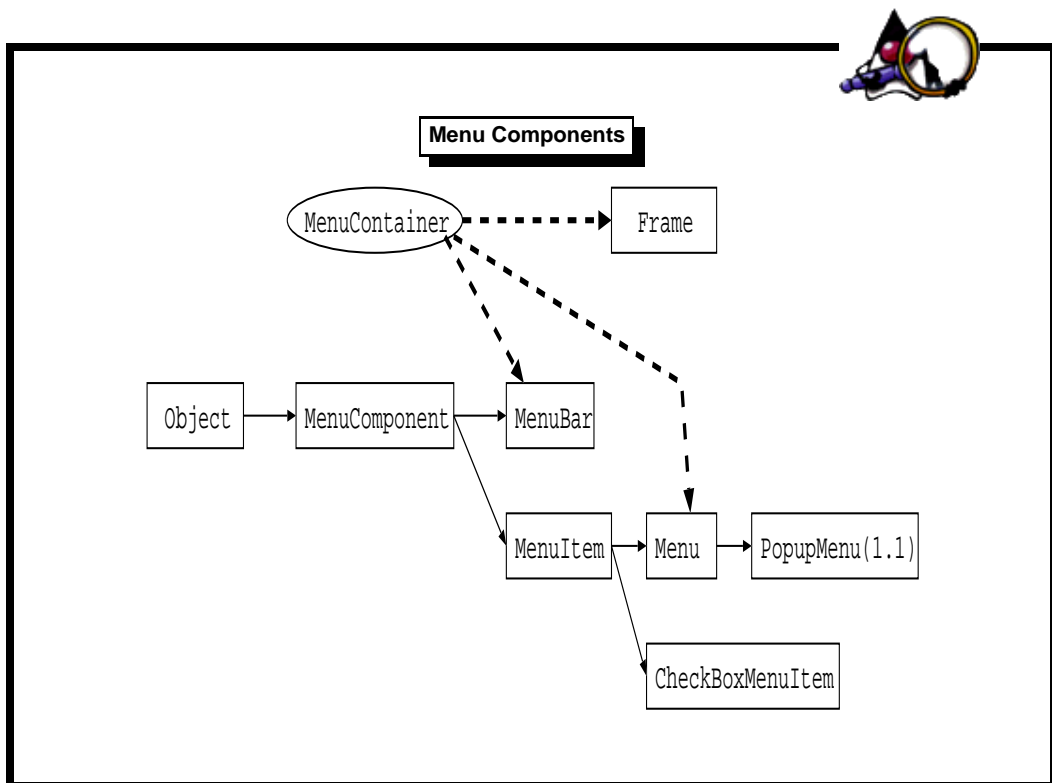 Menu Components
MenuContainer
Frame
Object
MenuComponent
MenuBar
MenuItem
Menu
PopupMenu(1.1)
CheckBoxMenuItem